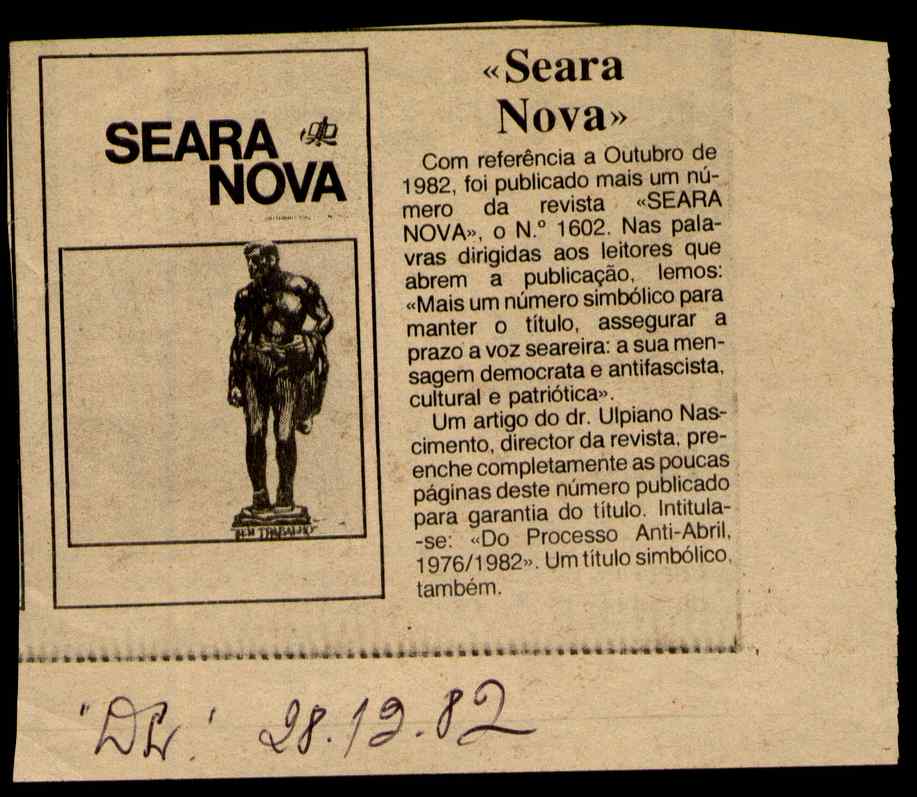 SEARA
NOVA
SEM TRABALHO
«Seara
Nova»
Com referência a Outubro de
1982, foi publicado mais um nú-
mero da revista «SEARA
NOVA», o N.º 1602. Nas pala-
vras dirigidas aos leitores que
abrem a publicação, lemos:
«Mais um número simbólico para
manter o título, assegurar a
prazo a voz seareira: a sua men-
sagem democrata e antifascista,
cultural e patriótica».
Um artigo do dr. Ulpiano Nas-
cimento, director da revista, pre-
enche completamente as poucas
páginas deste número publicado
para garantia do título. Intitula-
-se: «Do Processo Anti-Abril,
1976/1982». Um título simbólico,
também.
"DL" 28.12.82